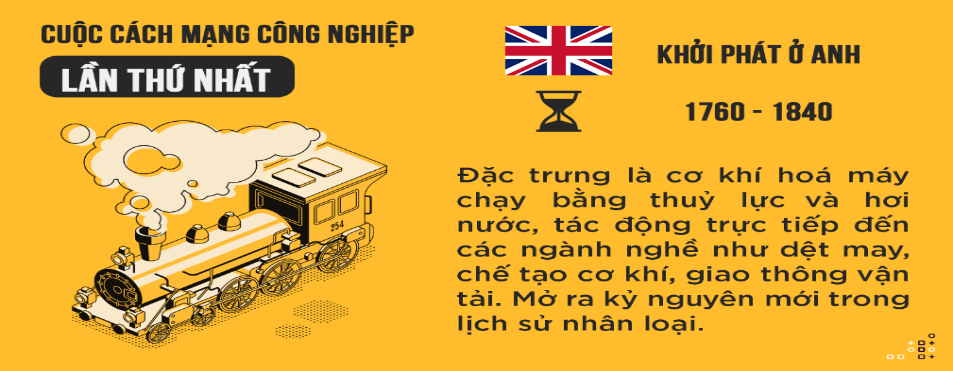 CUỘC CÁCH MẠNG CÔNG NGHIỆP
LẦN THỨ NHẤT
KHỞI PHÁT Ở ANH
1760 - 1840
Đặc trưng là cơ khí hoá máy
chạy bằng thuỷ lực và hơi
nước, tác động trực tiếp đến
các ngành nghề như dệt may,
chế tạo cơ khí, giao thông vận
tải. Mở ra kỷ nguyên mới trong
lịch sử nhân loại.
254